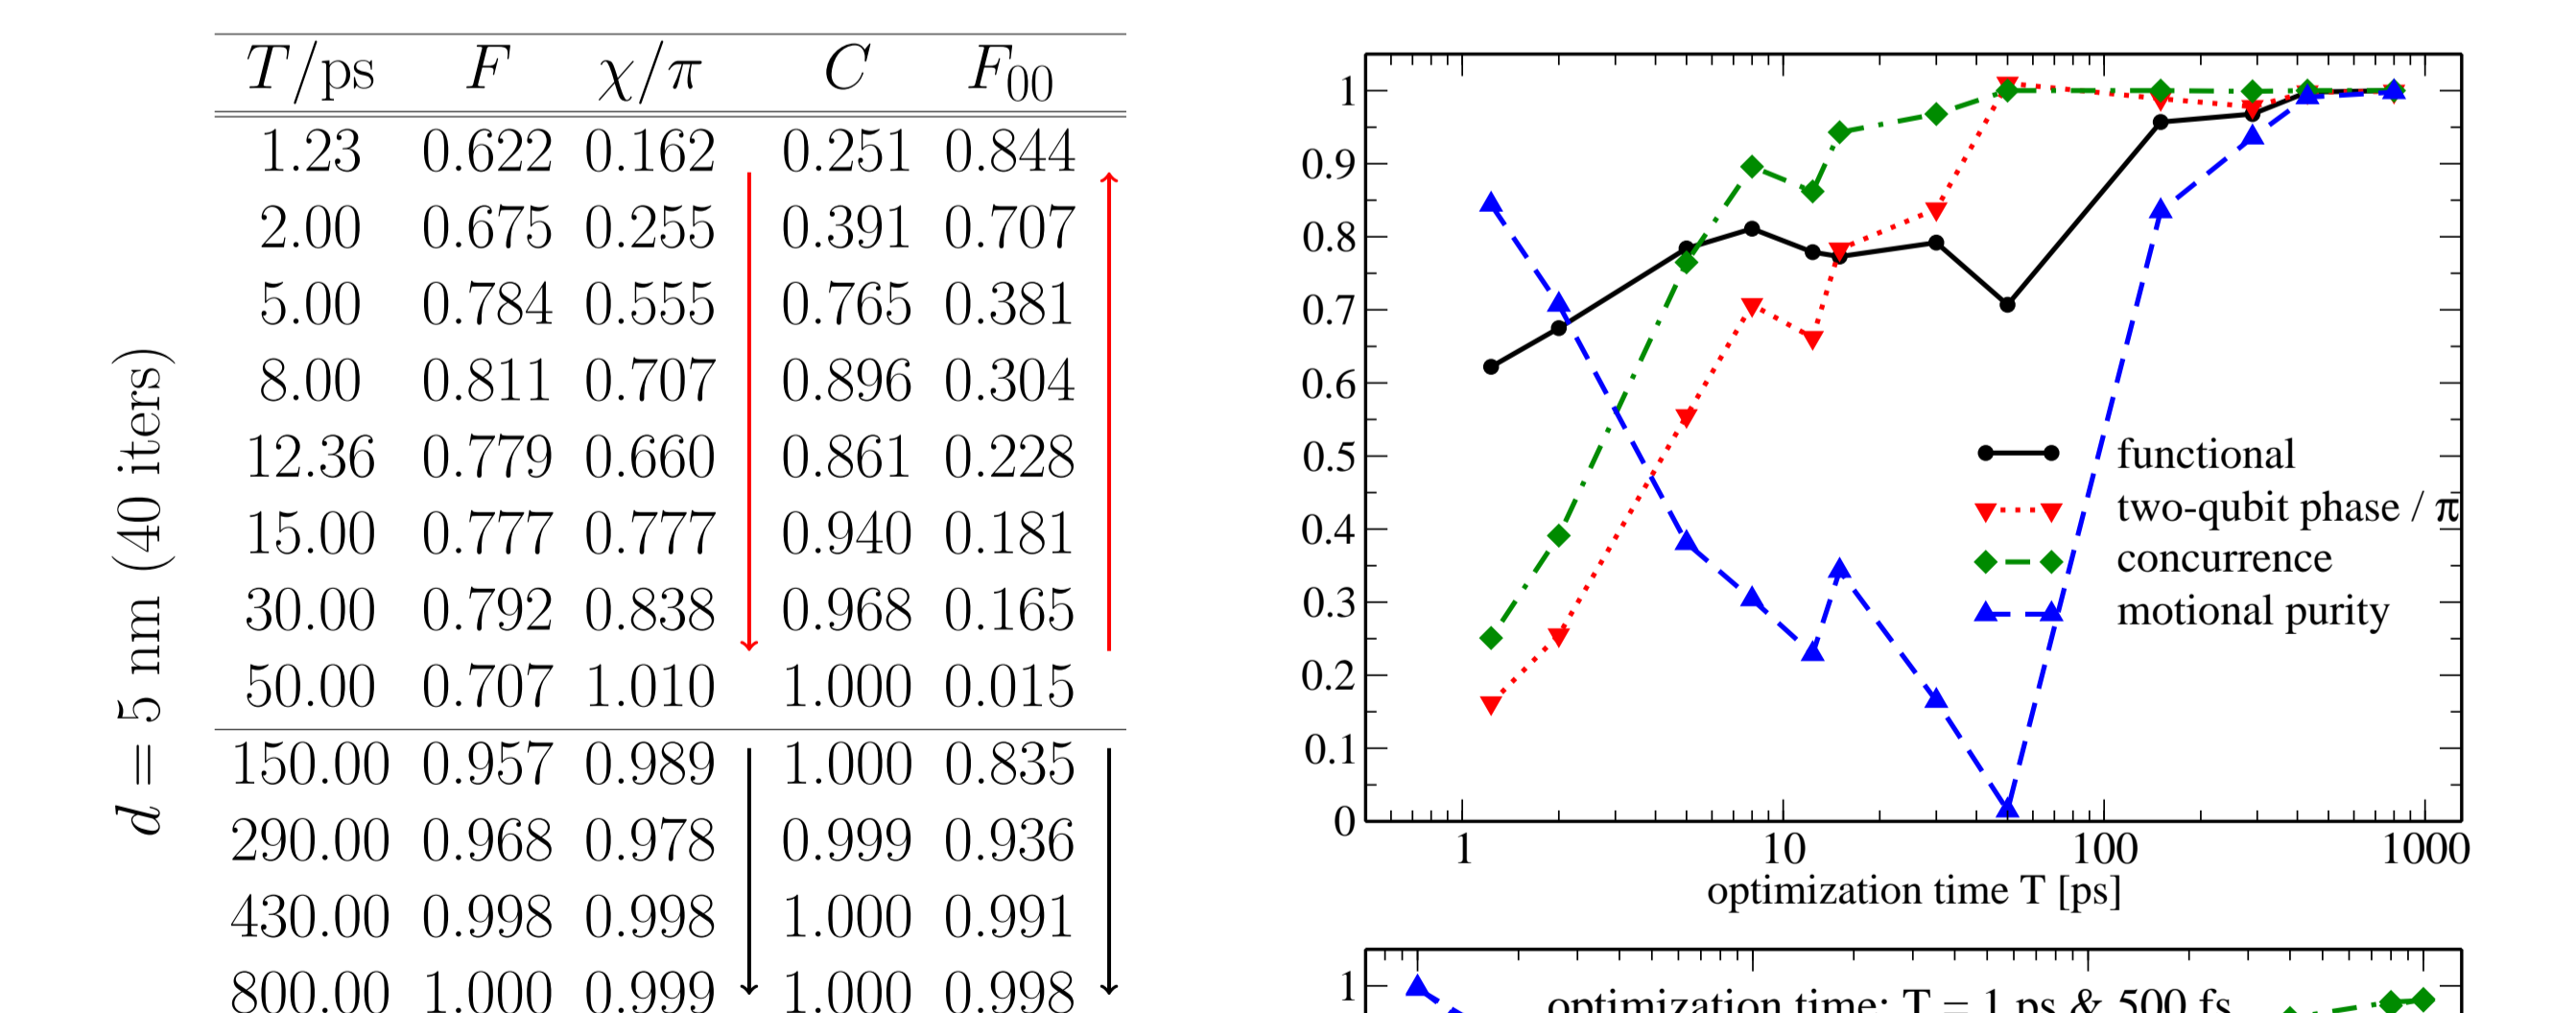 T/ps F χ/π C F00
1.23 0.622 0.162 0.251 0.844
2.00 0.675 0.255 0.391 0.707
5.00 0.784 0.555 0.765 0.381
8.00 0.811 0.707 0.896 0.304
12.36 0.779 0.660 0.861 0.228
15.00 0.777 0.777 0.940 0.181
30.00 0.792 0.838 0.968 0.165
50.00 0.707 1.010 1.000 0.015
150.00 0.957 0.989 1.000 0.835
290.00 0.968 0.978 0.999 0.936
430.00 0.998 0.998 1.000 0.991
800.00 1.000 0.999 1.000 0.998
d = 5 nm (40 iters)
1
0.9
0.8
0.7
0.6
0.5
0.4
0.3
0.2
0.1
0
functional
two-qubit phase / π
concurrence
motional purity
1 10 100 1000
optimization time T [ps]
1
optimization time: T = 1 ps & 500 fs